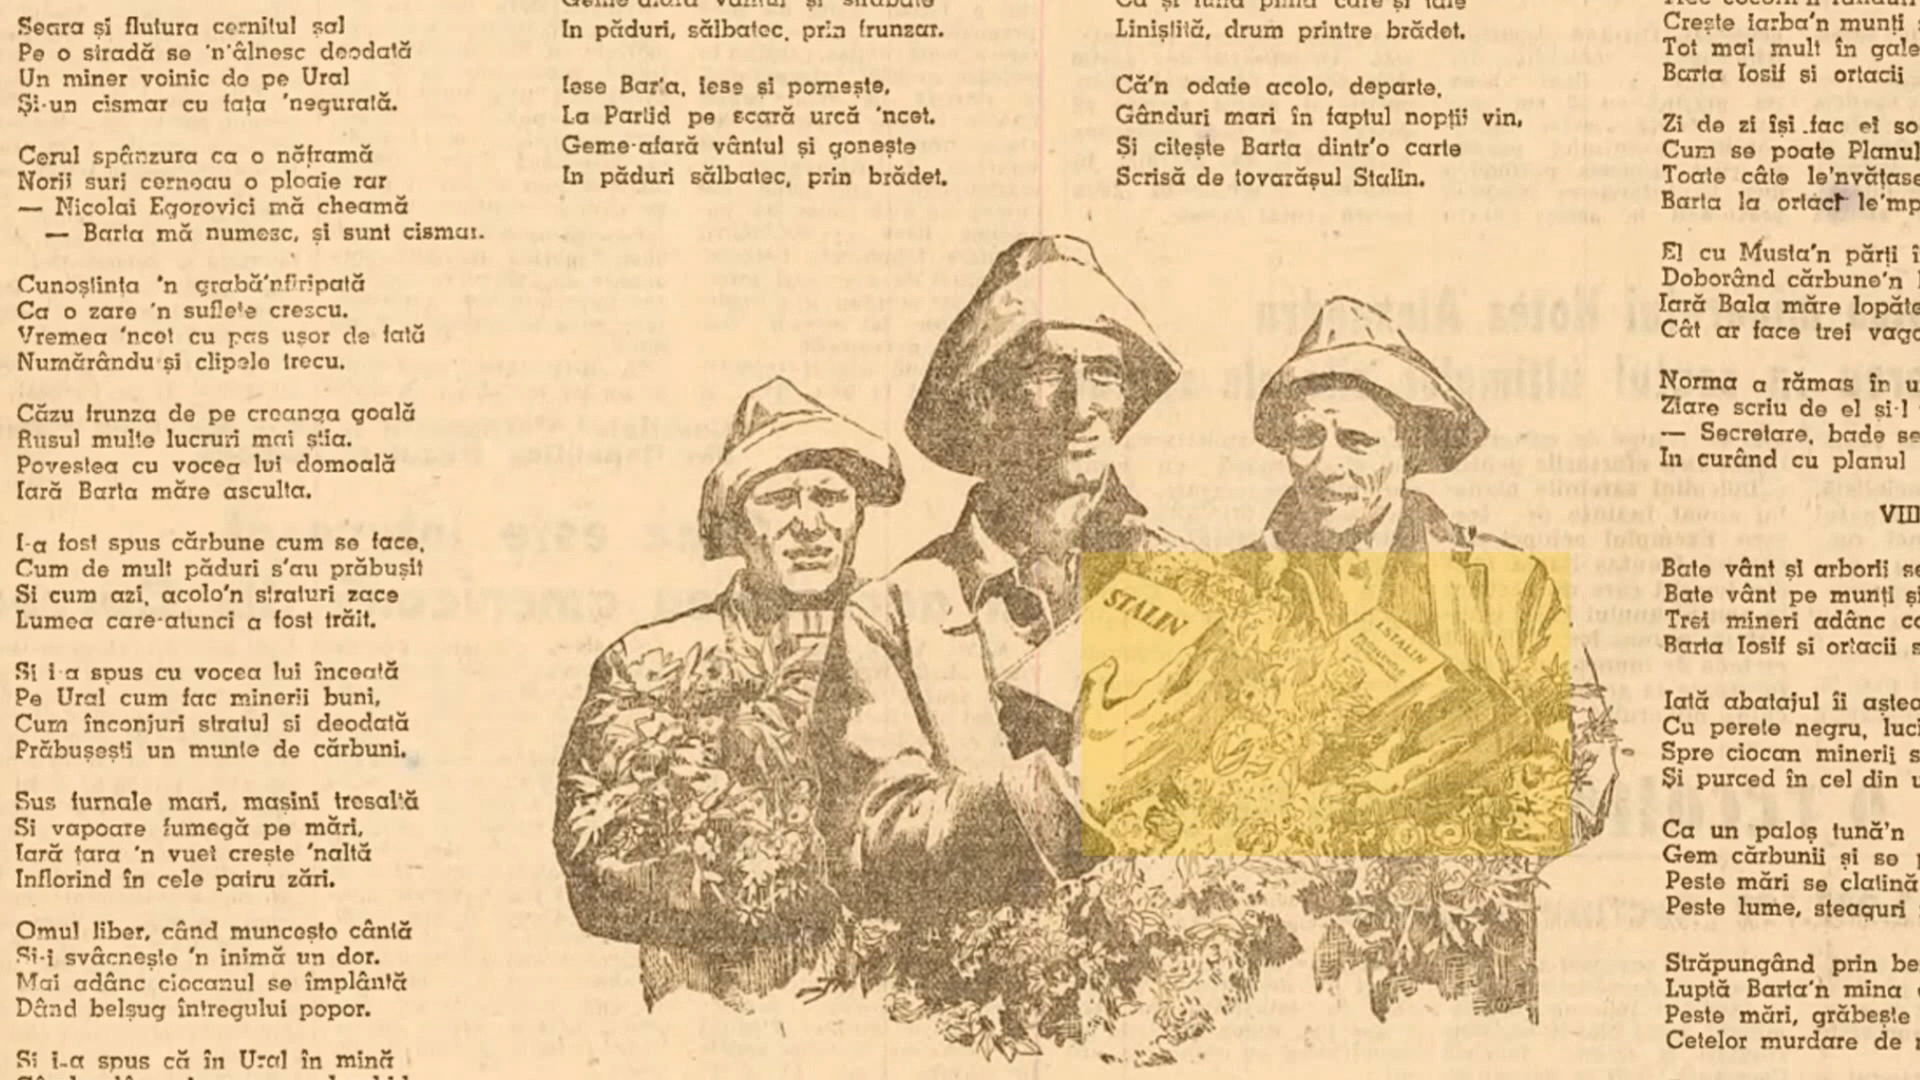 Seara și flutura cernitul șal
Pe o stradă se 'n'âlnesc deodată
Un miner voinic de pe Ural
Și-un cismar cu fața 'negurată.
Cerul spânzura ca o năframă
Norii suri cerneau o ploaie rar
— Nicolai Egorovici mă cheamă
— Barta mă numesc, și sunt cismar.
Cunoștința 'n grabă'nfiripată
Ca o zare 'n suflete crescu.
Vremea 'ncet cu pas ușor de fată
Numărându'și clipele trecu.
Căzu frunza de pe creanga goală
Rusul multe lucruri mai știa.
Povestea cu vocea lui domoală
Iară Barta măre asculta.
I-a fost spus cărbune cum se face,
Cum de mult păduri s'au prăbușit
Si cum azi, acolo'n straturi zace
Lumea care-atunci a fost trăit.
Si i-a spus cu vocea lui înceată
Pe Ural cum fac minerii buni,
Cum înconjuri stratul si deodată
Prăbușești un munte de cărbuni.
Sus furnale mari, mașini tresaltă
Si vapoare fumegă pe mări,
Iară țara 'n vuet crește 'naltă
Inflorind în cele patru zări.
Omul liber, când muncește cântă
Si-i svâcnește 'n inimă un dor.
Mai adânc ciocanul se împlântă
Dând belșug întregului popor.
Si i-a spus că în Ural în mină
In păduri, sălbatec, prin frunzar.
Iese Barta, iese și pornește,
La Partid pe scară urcă 'ncet.
Geme-afară vântul și gonește
In păduri sălbatec, prin brădet.
Liniștită, drum printre brădet.
Că'n odaie acolo, departe,
Gânduri mari în faptul nopții vin,
Și citește Barta dintr'o carte
Scrisă de tovarășul Stalin.
STALIN
I.STALIN
Crește iarba'n munți
Tot mai mult în gale
Barta Iosif și ortacii
Zi de zi își fac ei so
Cum se poate Planul
Toate câte le'nvățase
Barta la ortaci le'mp
El cu Musta'n părți î
Doborând cărbune'n
Iară Bala măre lopăte
Cât ar face trei vago
Norma a rămas în u
Ziare scriu de el și-l
— Secretare, bade se
In curând cu planul
VIII
Bate vânt și arborii se
Bate vânt pe munți și
Trei mineri adânc co
Barta Iosif și ortacii s
Iată abatajul îi aștea
Cu perete negru, luci
Spre ciocan minerii s
Și purced în cel din u
Ca un paloș tună'n
Gem cărbunii și se
Peste mări se clatină
Peste lume, steaguri
Străpungând prin be
Luptă Barta'n mina
Peste mări, grăbește
Cetelor murdare de